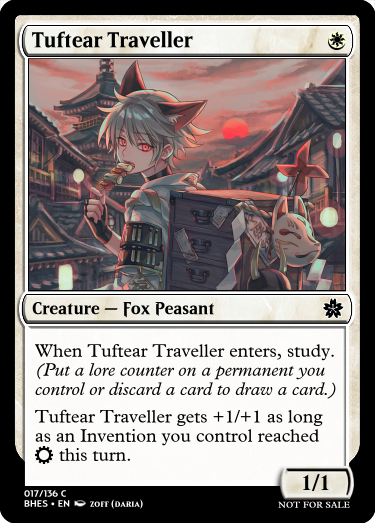 Tuftear Traveller
Creature — Fox Peasant
When Tuftear Traveller enters, study.
(Put a lore counter on a permanent you
control or discard a card to draw a card.)
Tuftear Traveller gets +1/+1 as long
as an Invention you control reached
this turn.
1/1
017/136 C
BHES • EN ZOFF (DARIA)
NOT FOR SALE